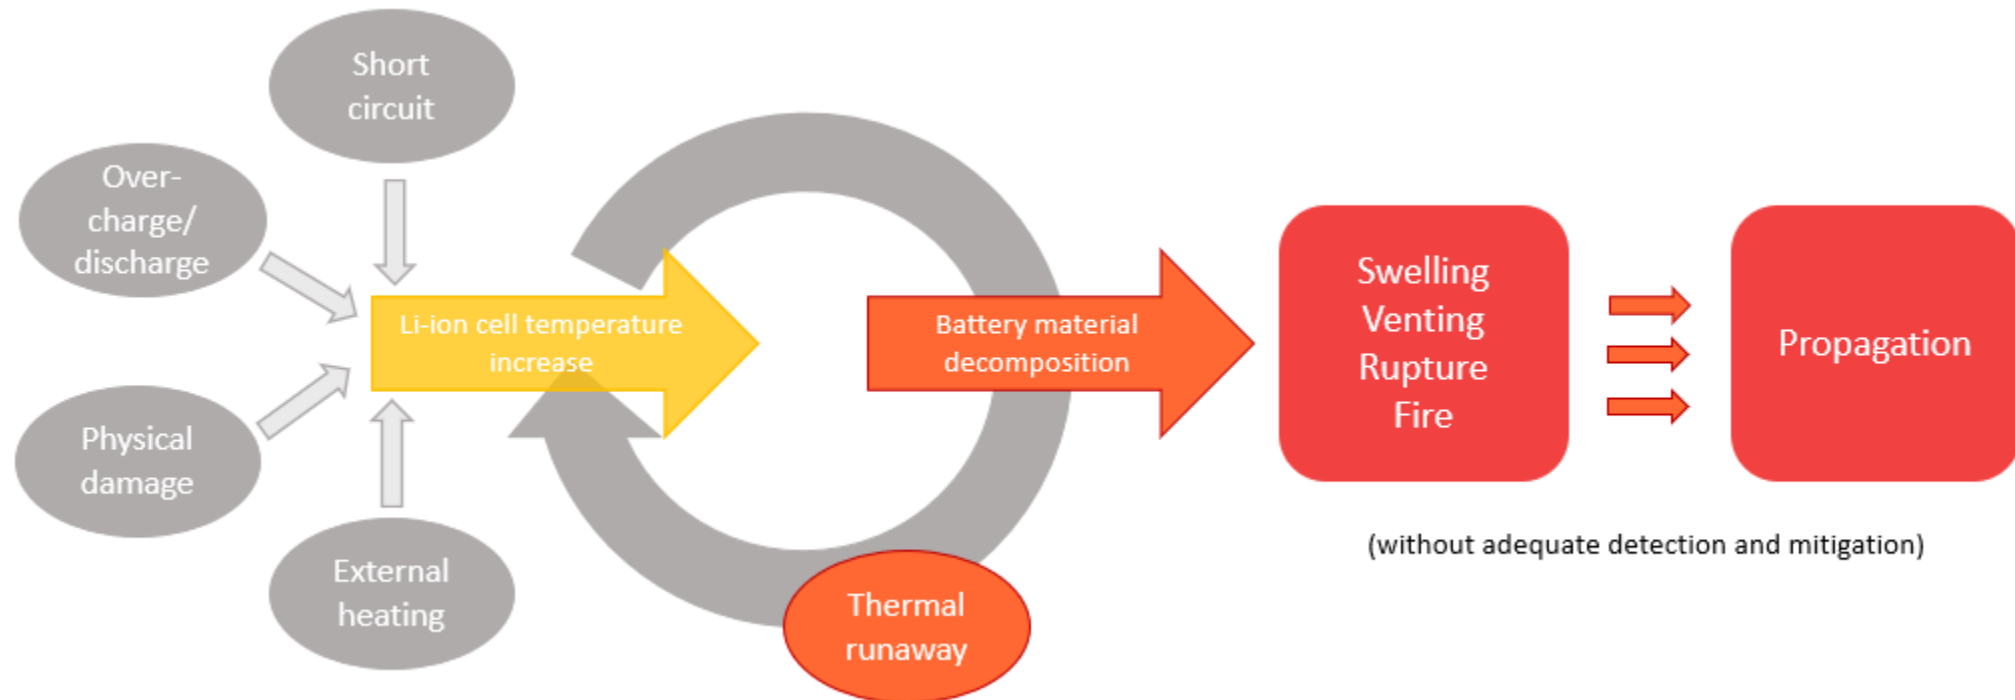 Short
circuit
Over-
charge/
discharge
Li-ion cell temperature
increase
Physical
damage
External
heating
Battery material
decomposition
Thermal
runaway
Swelling
Venting
Rupture
Fire
Propagation
(without adequate detection and mitigation)